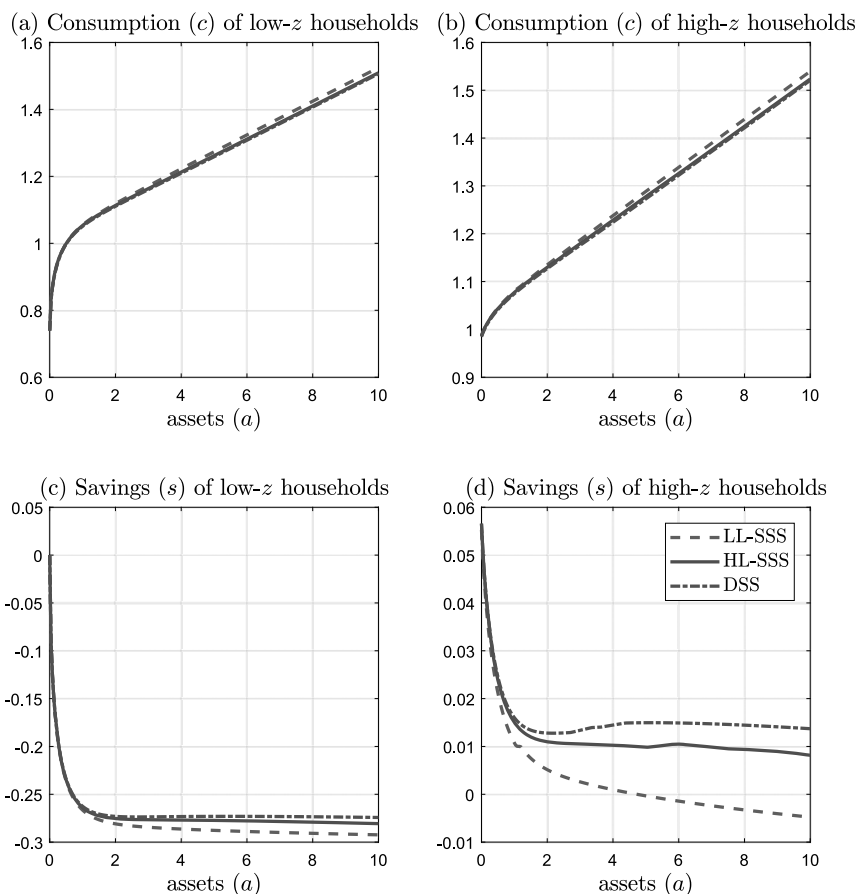 (a) Consumption (c) of low-z households
1.6
1.4
1.2
1
0.8
0.6
0 2 4 6 8 10
assets (a)
(b) Consumption (c) of high-z households
1.6
1.5
1.4
1.3
1.2
1.1
1
0.9
0 2 4 6 8 10
assets (a)
(c) Savings (s) of low-z households
0.05
0
-0.05
-0.1
-0.15
-0.2
-0.25
-0.3
0 2 4 6 8 10
assets (a)
(d) Savings (s) of high-z households
0.06
0.05
0.04
0.03
0.02
0.01
0
-0.01
LL-SSS
HL-SSS
DSS
0 2 4 6 8 10
assets (a)